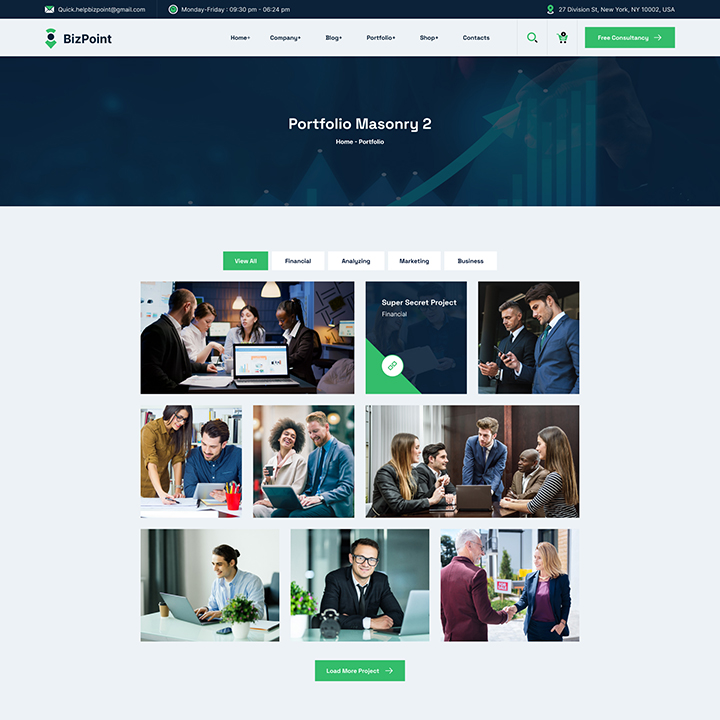 Quick.helpbizpoint@gmail.com
Monday-Friday : 09:30 pm - 06:24 pm
27 Division St, New York, NY 10002, USA
BizPoint
Home+
Company+
Blog+
Portfolio+
Shop+
Contacts
Free Consultancy
Portfolio Masonry 2
Home - Portfolio
View All
Financial
Analyzing
Marketing
Business
Super Secret Project
Financial
Load More Project